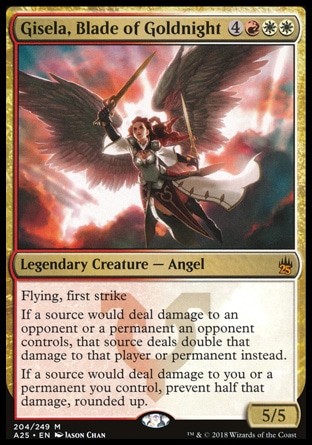 Gisela, Blade of Goldnight 4
Legendary Creature — Angel 25
Flying, first strike
If a source would deal damage to an
opponent or a permanent an opponent
controls, that source deals double that
damage to that player or permanent instead.
If a source would deal damage to you or a
permanent you control, prevent half that
damage, rounded up.
5/5
204/249 M
A25 • EN Jason Chan
™ & © 2018 Wizards of the Coast